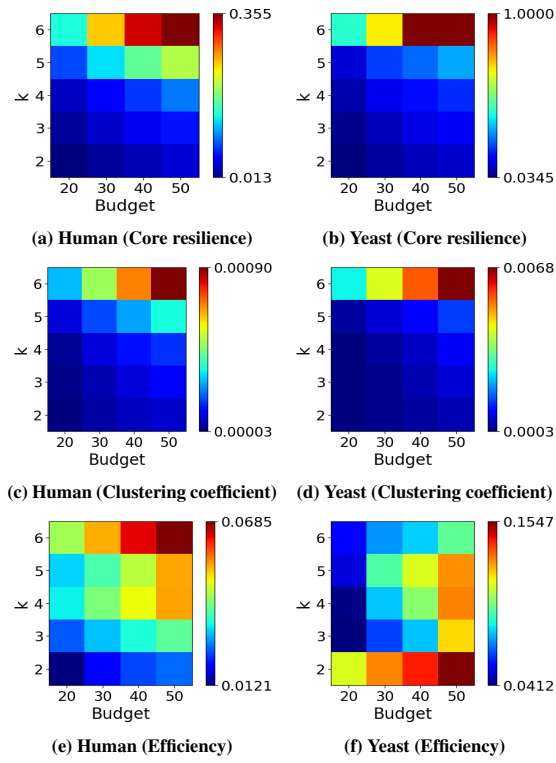 6
5
k 4
3
2
20 30 40 50
Budget
0.355
0.013
(a) Human (Core resilience)
6
5
k 4
3
2
20 30 40 50
Budget
1.0000
0.0345
(b) Yeast (Core resilience)
6
5
k 4
3
2
20 30 40 50
Budget
0.00090
0.00003
(c) Human (Clustering coefficient)
6
5
k 4
3
2
20 30 40 50
Budget
0.0068
0.0003
(d) Yeast (Clustering coefficient)
6
5
k 4
3
2
20 30 40 50
Budget
0.0685
0.0121
(e) Human (Efficiency)
6
5
k 4
3
2
20 30 40 50
Budget
0.1547
0.0412
(f) Yeast (Efficiency)